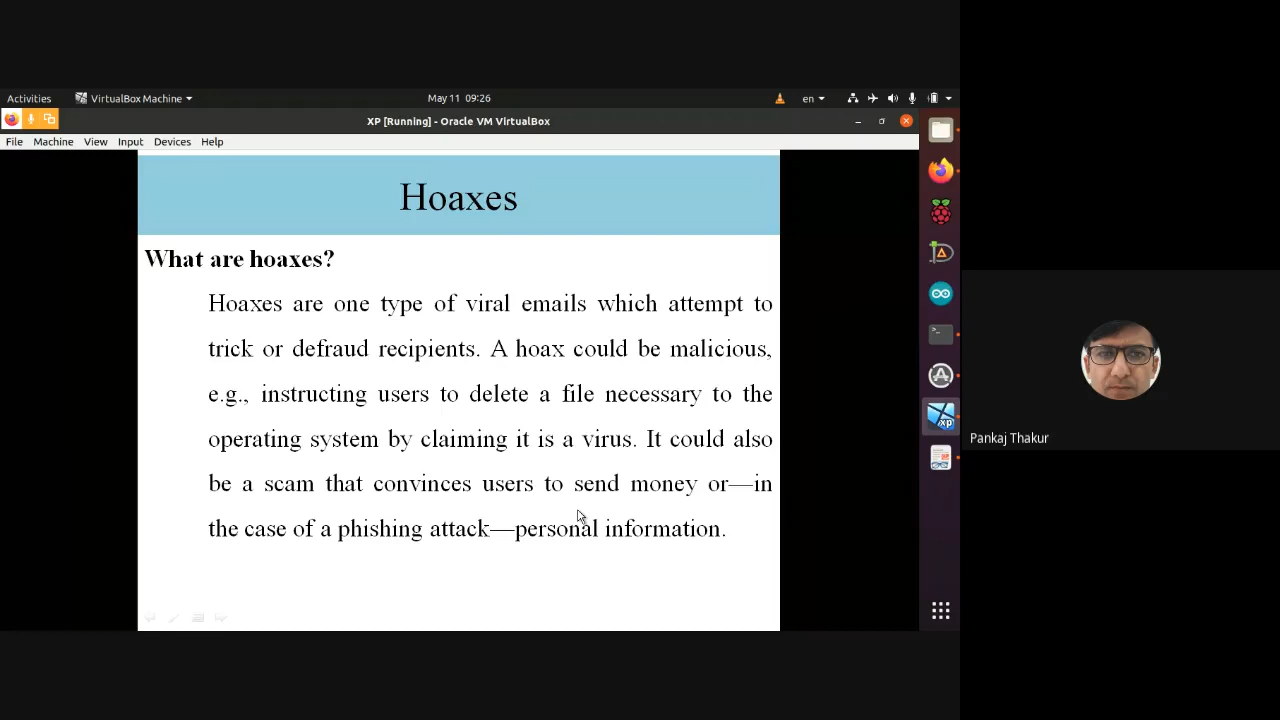 Activities VirtualBox Machine May 11 09:26 en
XP [Running] - Oracle VM VirtualBox
File Machine View Input Devices Help
Hoaxes
What are hoaxes?
Hoaxes are one type of viral emails which attempt to
trick or defraud recipients. A hoax could be malicious,
e.g., instructing users to delete a file necessary to the
operating system by claiming it is a virus. It could also
be a scam that convinces users to send money or—in
the case of a phishing attack—personal information.
xp
Pankaj Thakur